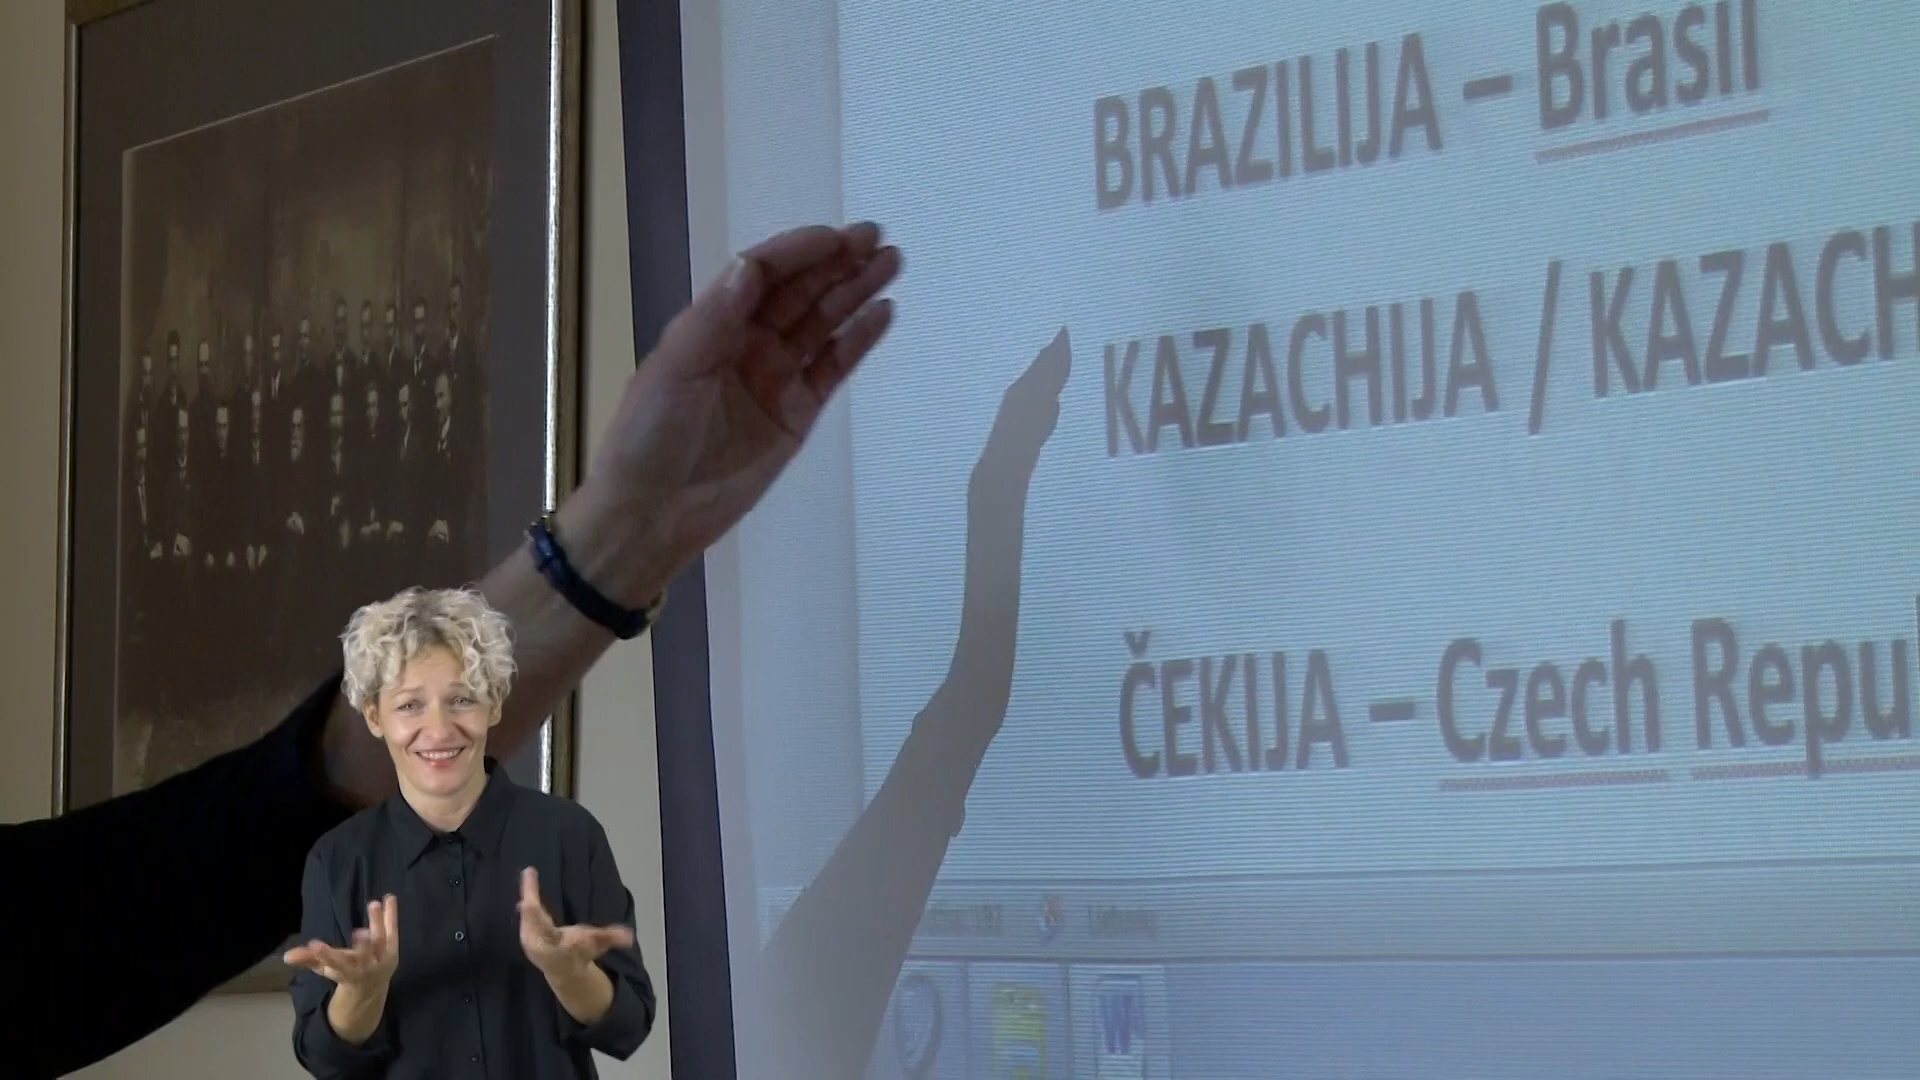 BRAZILIJA – Brasil
KAZACHIJA / KAZACH
ČEKIJA – Czech Repu